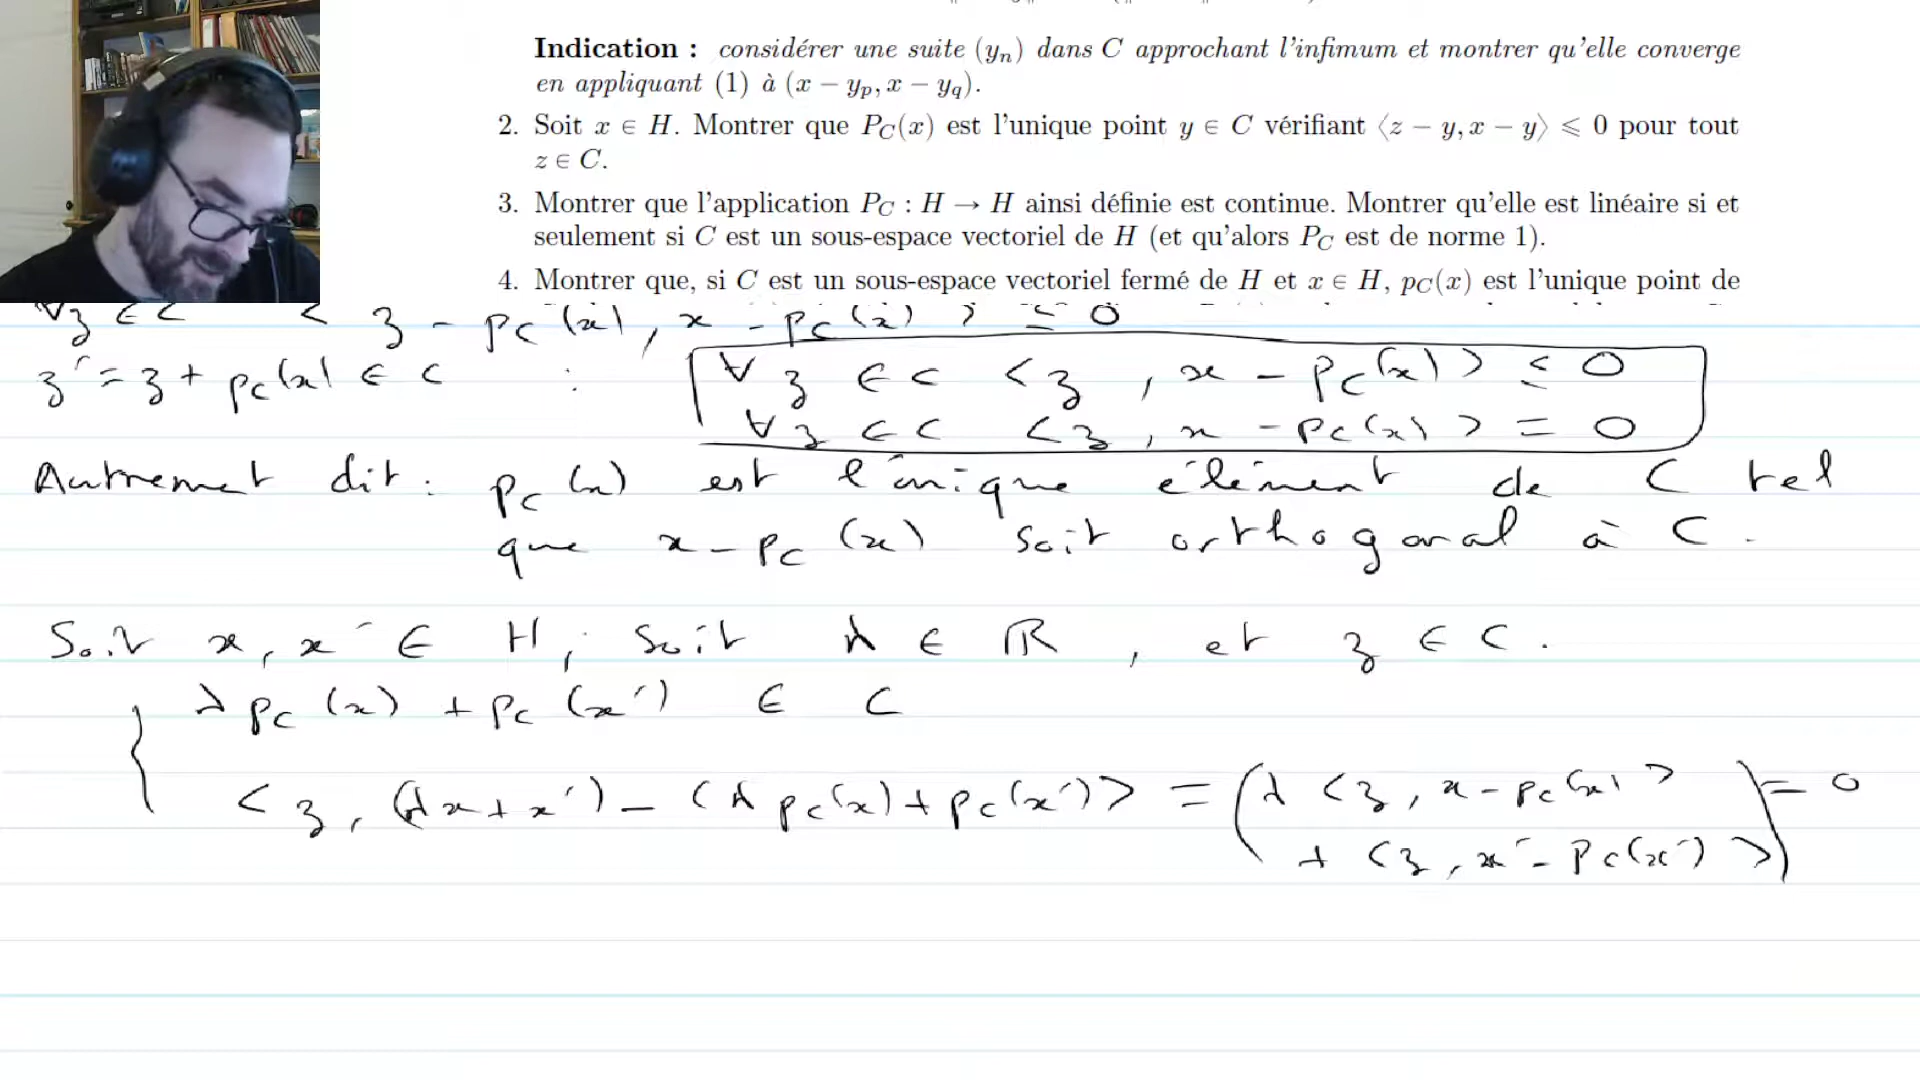 Indication : considérer une suite (yₙ) dans C approchant l'infimum et montrer qu'elle converge
en appliquant (1) à (x − y_p, x − y_q).
2. Soit x ∈ H. Montrer que P_C(x) est l'unique point y ∈ C vérifiant ⟨z − y, x − y⟩ ⩽ 0 pour tout
z ∈ C.
3. Montrer que l'application P_C : H → H ainsi définie est continue. Montrer qu'elle est linéaire si et
seulement si C est un sous-espace vectoriel de H (et qu'alors P_C est de norme 1).
4. Montrer que, si C est un sous-espace vectoriel fermé de H et x ∈ H, p_C(x) est l'unique point de
∀z ∈ C < z - p_C(x), x - p_C(x) > ≤ 0
z' = z + p_C(x) ∈ C : ∀ z ∈ C < z, x - p_C(x) > ≤ 0
∀ z ∈ C < z, x - p_C(x) > = 0
Autrement dit : p_C(x) est l'unique élément de C tel
que x - p_C(x) soit orthogonal à C.
Soit x, x' ∈ H, soit λ ∈ ℝ, et z ∈ C.
λ p_C(x) + p_C(x') ∈ C
< z, (λx + x') - (λ p_C(x) + p_C(x') > = ( λ < z, x - p_C(x) > ) = 0
+ < z, x' - p_C(x') >